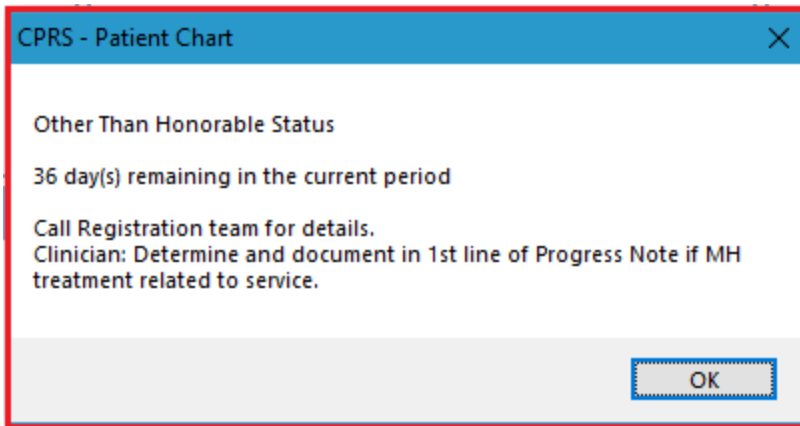 CPRS - Patient Chart
Other Than Honorable Status
36 day(s) remaining in the current period
Call Registration team for details.
Clinician: Determine and document in 1st line of Progress Note if MH
treatment related to service.
OK